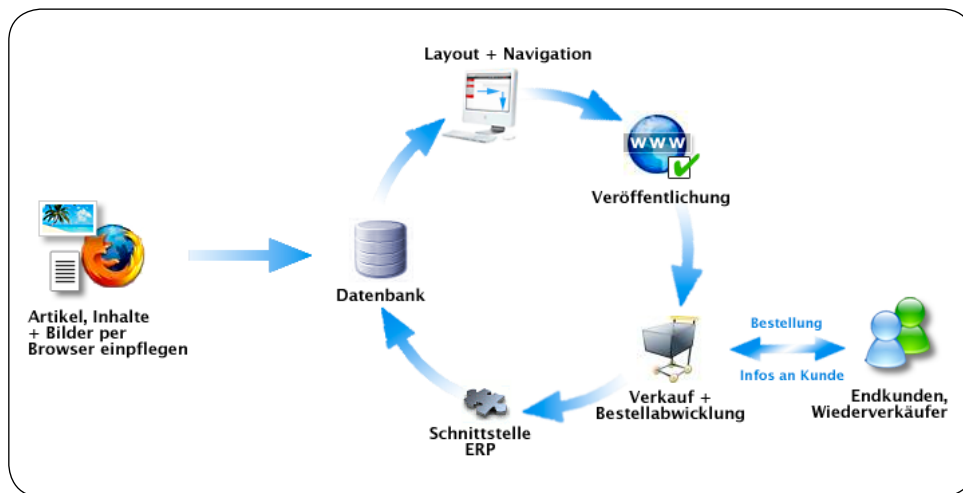 Layout + Navigation
WWW
Veröffentlichung
Datenbank
Artikel, Inhalte
+ Bilder per
Browser einpflegen
Bestellung
Infos an Kunde
Verkauf +
Bestellabwicklung
Endkunden,
Wiederverkäufer
Schnittstelle
ERP